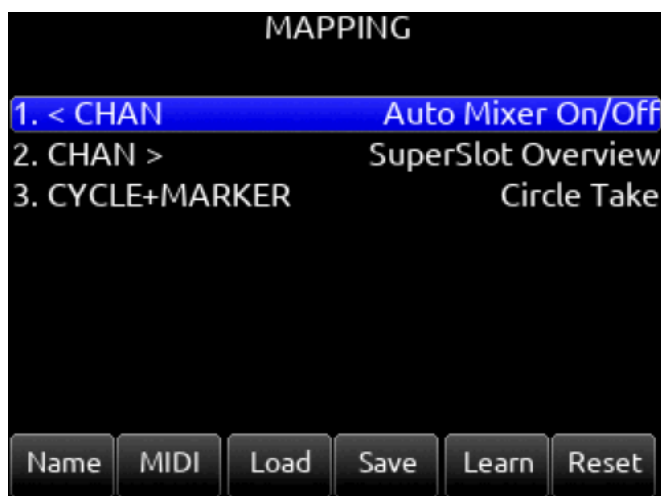 MAPPING
1. < CHAN Auto Mixer On/Off
2. CHAN > SuperSlot Overview
3. CYCLE+MARKER Circle Take
Name MIDI Load Save Learn Reset